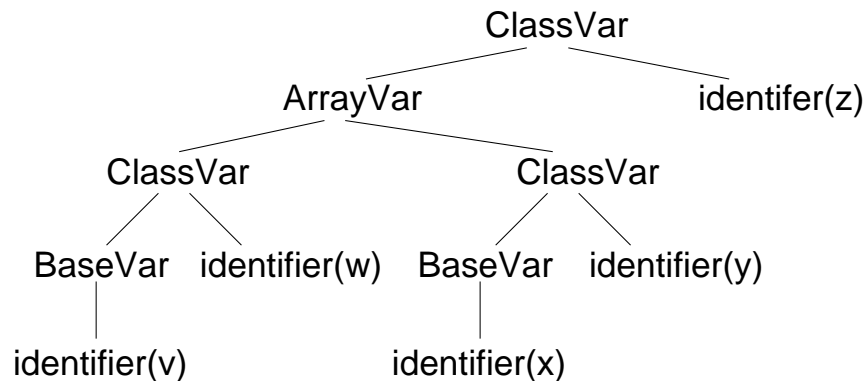 ClassVar
ArrayVar identifer(z)
ClassVar ClassVar
BaseVar identifier(w) BaseVar identifier(y)
identifier(v) identifier(x)